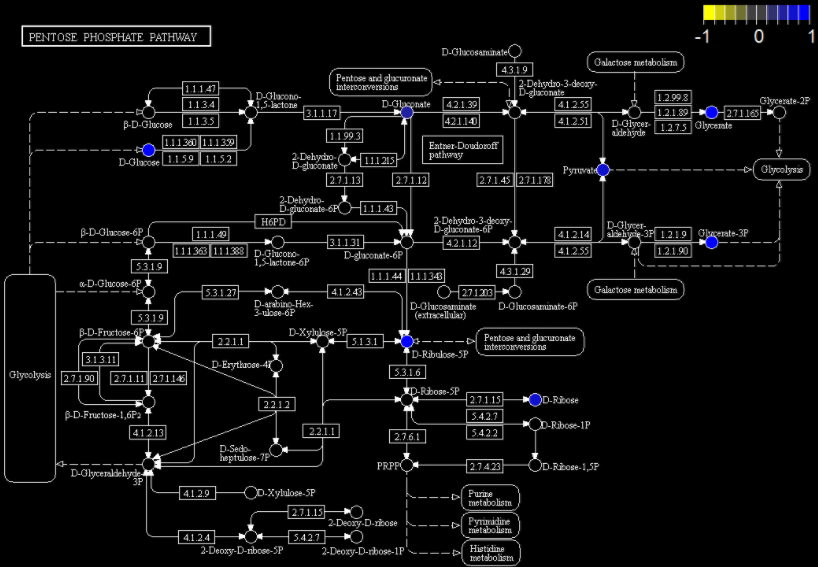 PENTOSE PHOSPHATE PATHWAY
-1 0 1
D-Glucosaminate
4.3.1.9
Galactose metabolism
Pentose and glucuronate
interconversions
2-Dehydro-3-deoxy-
D-gluconate
1.1.1.47
1.1.3.4
1.1.3.5
β-D-Glucose
D-Glucono-
1,5-lactone
3.1.1.17
D-Gluconate
4.2.1.39
4.2.1.140
4.2.1.55
4.2.1.51
D-Glycer-
aldehyde
1.2.99.8
1.2.1.89
1.2.7.5
Glycerate
2.7.1.165
Glycerate-2P
D-Glucose
1.1.1.360
1.1.1.359
1.1.5.9
1.1.5.2
1.1.99.3
2-Dehydro-
D-gluconate
1.1.1.215
Entner-Doudoroff
pathway
2.7.1.13
2.7.1.12
2.7.1.45
2.7.1.178
Pyruvate
Glycolysis
2-Dehydro-
D-gluconate-6P
1.1.1.43
H6PD
β-D-Glucose-6P
1.1.1.49
1.1.1.363
1.1.1.388
D-Glucono-
1,5-lactone-6P
3.1.1.31
D-gluconate-6P
2-Dehydro-3-deoxy-
D-gluconate-6P
4.2.1.12
4.1.2.14
4.1.2.55
D-Glycer-
aldehyde-3P
1.2.1.9
1.2.1.90
Glycerate-3P
5.3.1.9
α-D-Glucose-6P
1.1.1.44
1.1.1.343
4.3.1.29
D-Glucosamine
(extracellular)
2.7.1.203
D-Glucosaminate-6P
Galactose metabolism
5.3.1.9
5.3.1.27
D-arabino-Hex-
3-ulose-6P
4.1.2.43
β-D-Fructose-6P
2.2.1.1
D-Xylulose-5P
5.1.3.1
D-Ribulose-5P
Pentose and glucuronate
interconversions
3.1.3.11
2.7.1.90
2.7.1.11
2.7.1.146
D-Erythrose-4P
5.3.1.6
Glycolysis
β-D-Fructose-1,6P2
2.2.1.2
D-Ribose-5P
2.7.1.15
D-Ribose
5.4.2.7
5.4.2.2
D-Ribose-1P
4.1.2.13
D-Sedo-
heptulose-7P
2.2.1.1
2.7.6.1
D-Glyceraldehyde-
3P
PRPP
2.7.4.23
D-Ribose-1,5P
4.1.2.9
D-Xylulose-5P
Purine
metabolism
2.7.1.15
2-Deoxy-D-ribose
Pyrimidine
metabolism
4.1.2.4
2-Deoxy-D-ribose-5P
5.4.2.7
2-Deoxy-D-ribose-1P
Histidine
metabolism